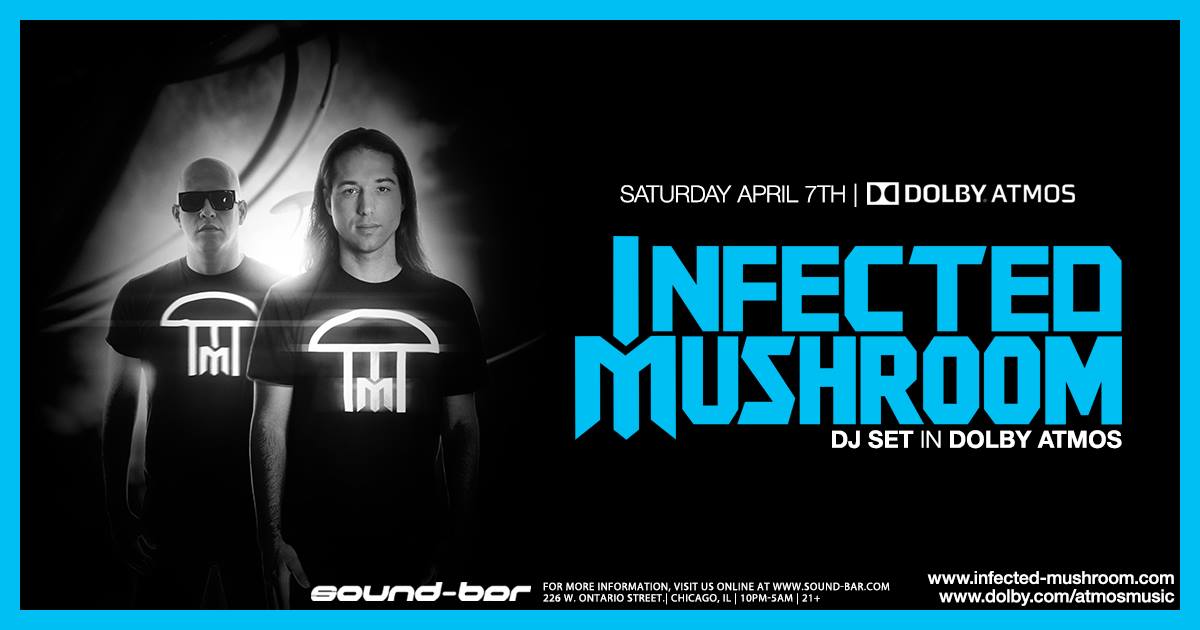 SATURDAY APRIL 7TH | DOLBY ATMOS
INFECTED
MUSHROOM
DJ SET IN DOLBY ATMOS
sound-bar
FOR MORE INFORMATION, VISIT US ONLINE AT WWW.SOUND-BAR.COM
226 W. ONTARIO STREET.| CHICAGO, IL | 10PM-5AM | 21+
www.infected-mushroom.com
www.dolby.com/atmosmusic